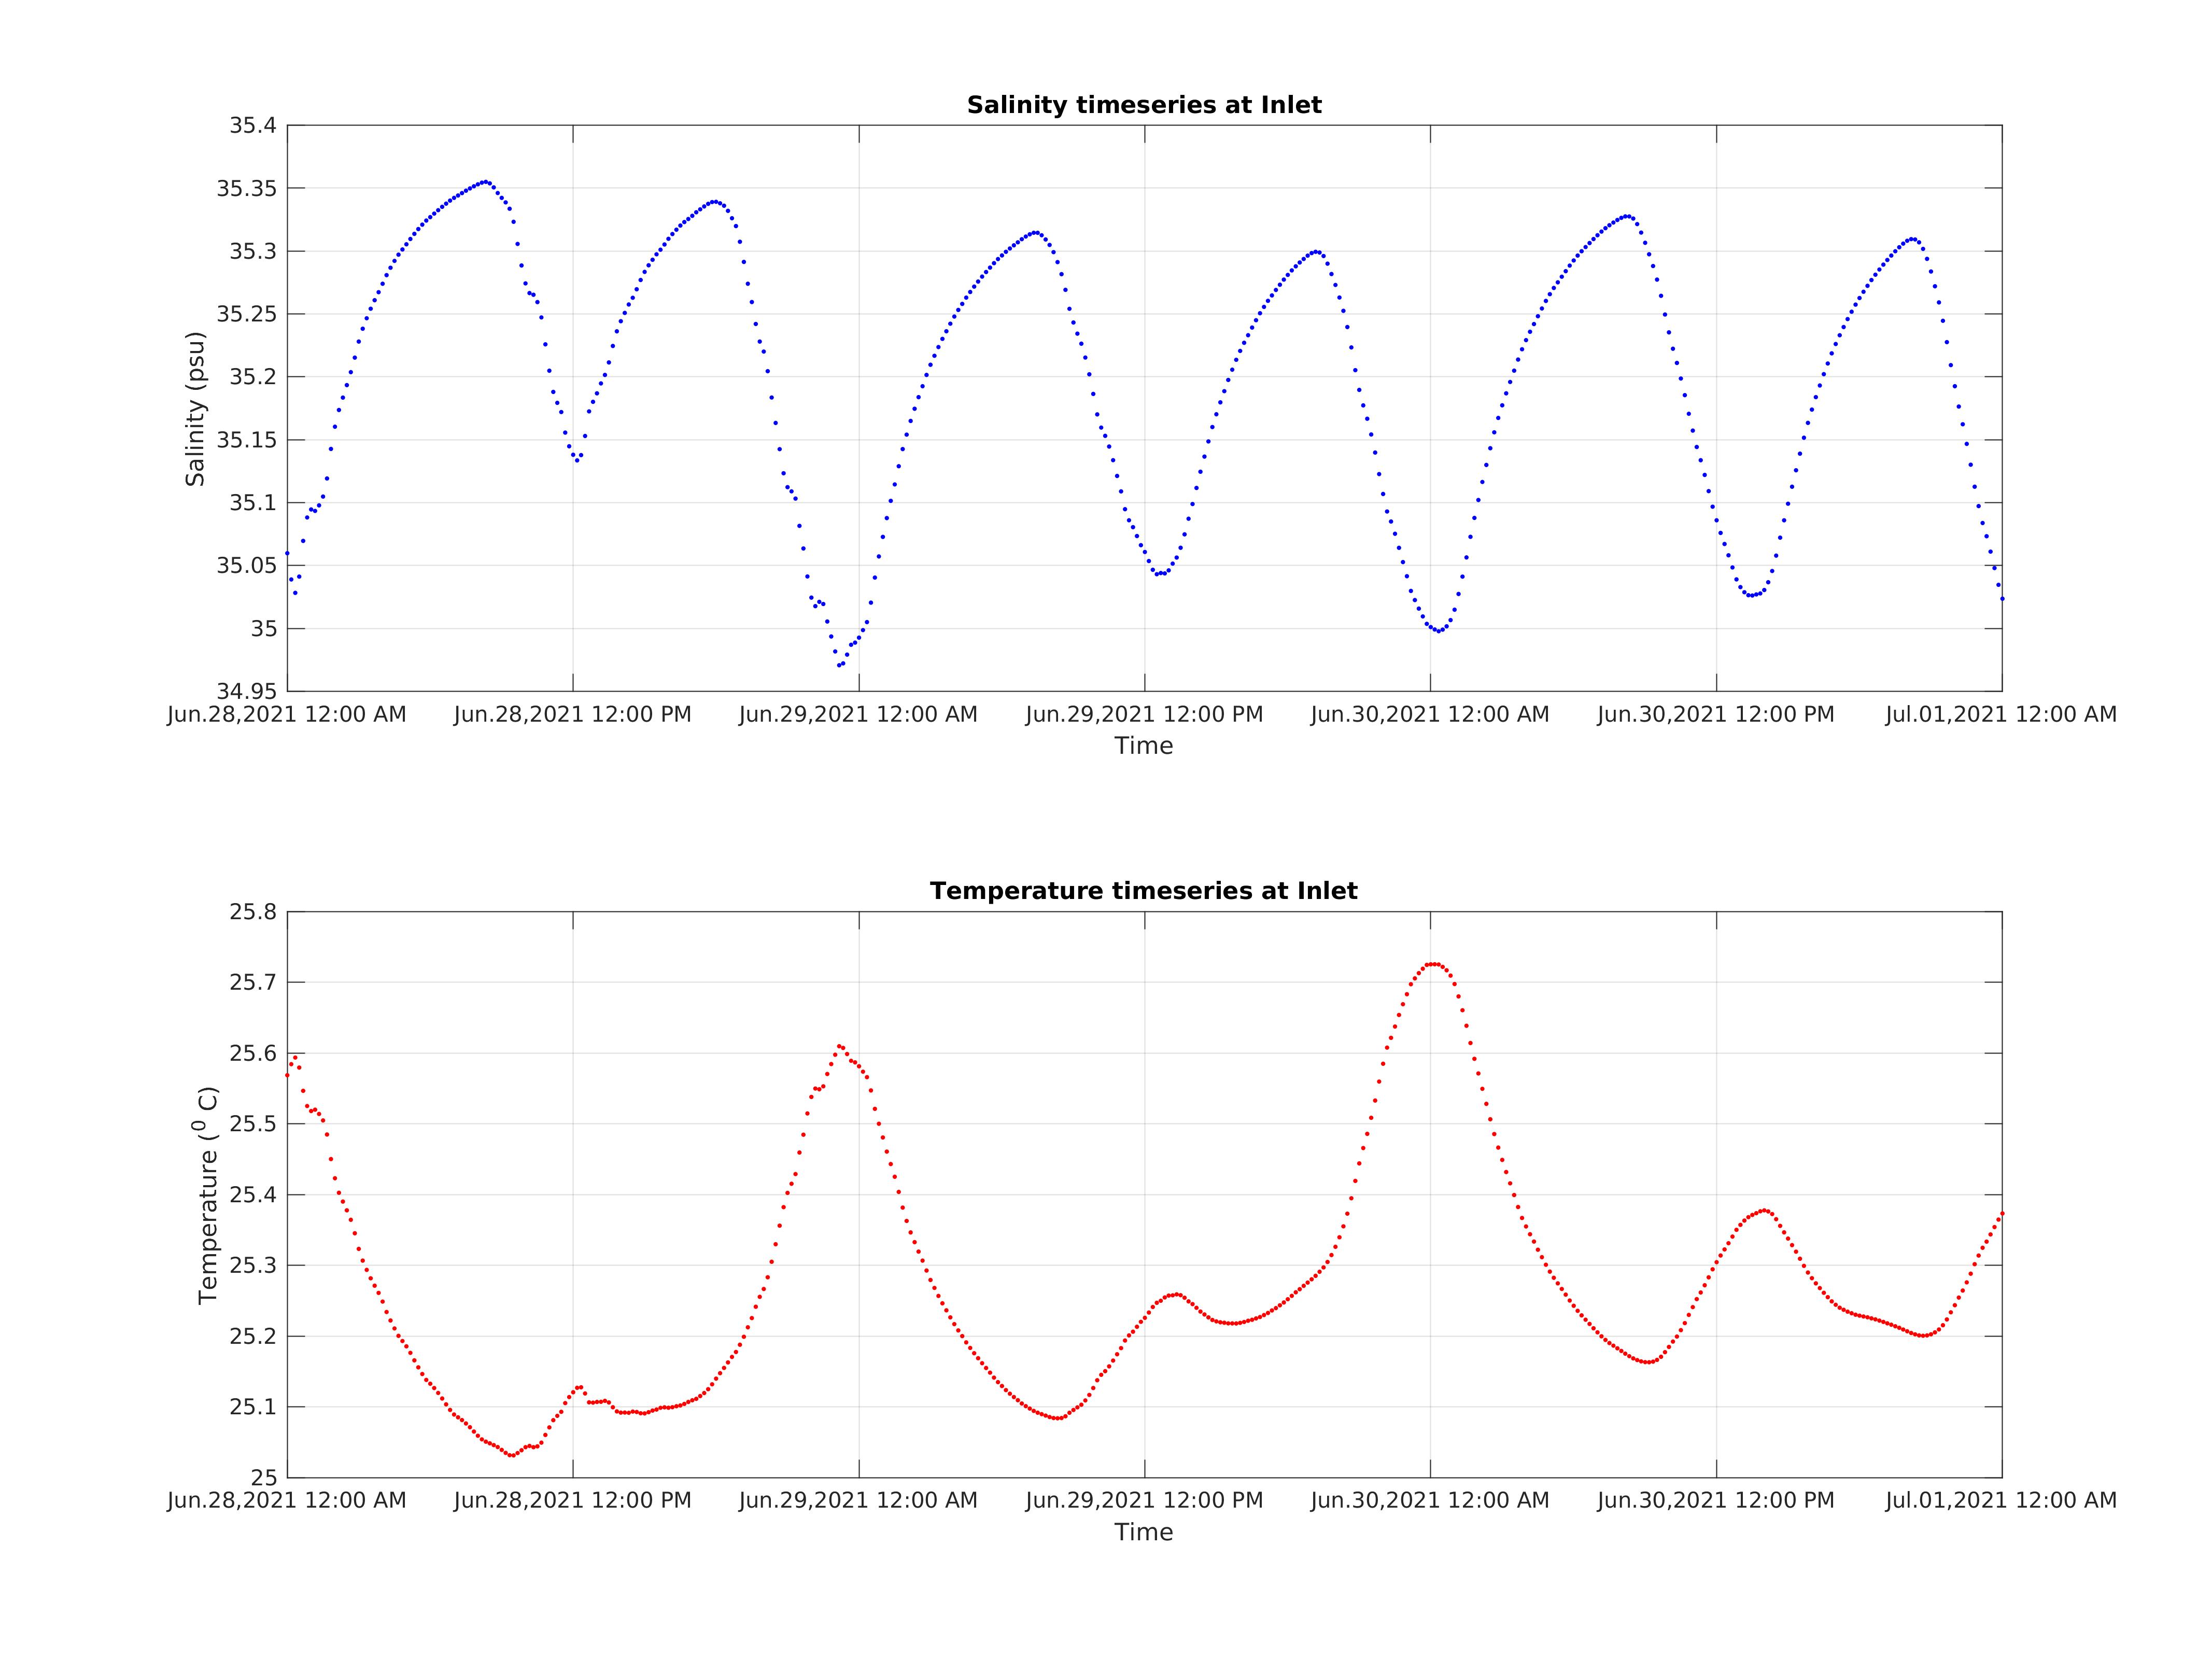 Salinity timeseries at Inlet
35.4
35.35
35.3
35.25
35.2
35.15
35.1
35.05
35
34.95
Salinity (psu)
Jun.28,2021 12:00 AM Jun.28,2021 12:00 PM Jun.29,2021 12:00 AM Jun.29,2021 12:00 PM Jun.30,2021 12:00 AM Jun.30,2021 12:00 PM Jul.01,2021 12:00 AM
Time
Temperature timeseries at Inlet
25.8
25.7
25.6
25.5
25.4
25.3
25.2
25.1
25
Temperature (⁰ C)
Jun.28,2021 12:00 AM Jun.28,2021 12:00 PM Jun.29,2021 12:00 AM Jun.29,2021 12:00 PM Jun.30,2021 12:00 AM Jun.30,2021 12:00 PM Jul.01,2021 12:00 AM
Time